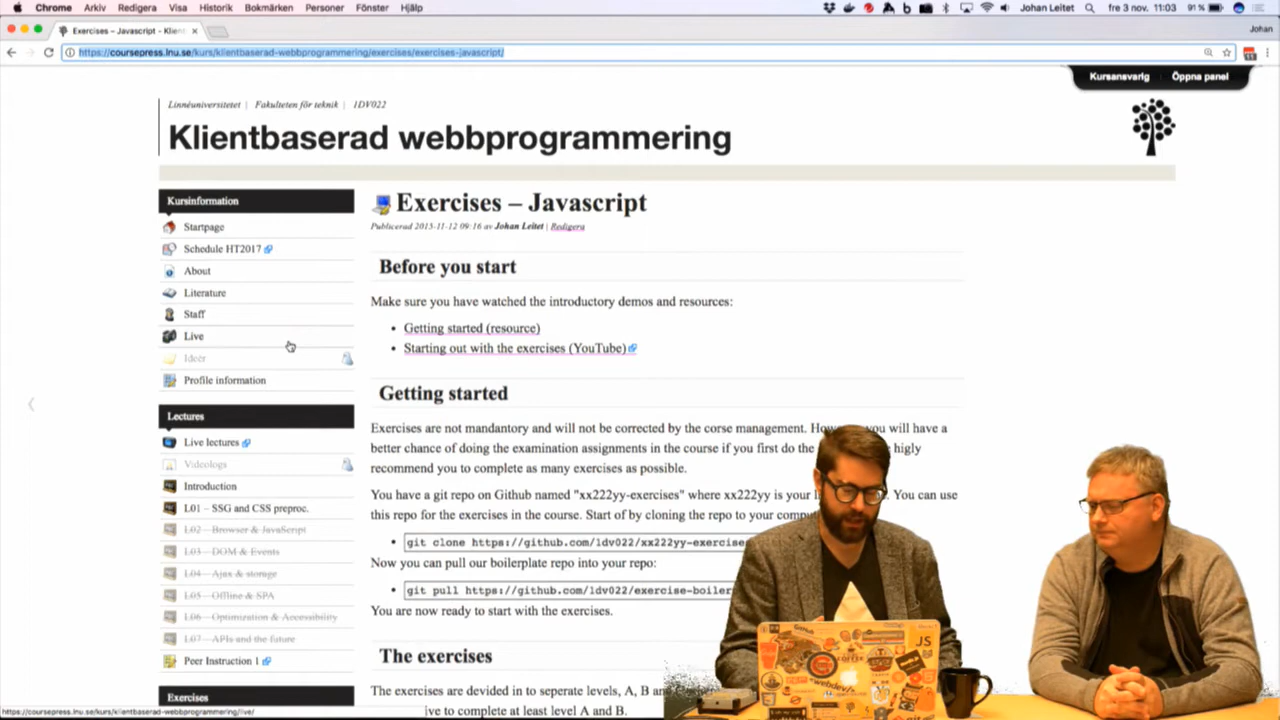 Chrome Arkiv Redigera Visa Historik Bokmärken Personer Fönster Hjälp Johan Leitet fre 3 nov. 11:03 91 %
Exercises – Javascript - Klien
Johan
https://coursepress.lnu.se/kurs/klientbaserad-webbprogrammering/exercises/exercises-javascript/
Kursansvarig Öppna panel
Linnéuniversitetet | Fakulteten för teknik | 1DV022
Klientbaserad webbprogrammering
Kursinformation
Startpage
Schedule HT2017
About
Literature
Staff
Live
Ideer
Profile information
Lectures
Live lectures
Videologs
Introduction
L01 – SSG and CSS preproc.
L02 – Browser & JavaScript
L03 – DOM & Events
L04 – Ajax & storage
L05 – Offline & SPA
L06 – Optimization & Accessibility
L07 – APIs and the future
Peer Instruction 1
Exercises
Exercises – Javascript
Publicerad 2015-11-12 09:16 av Johan Leitet | Redigera
Before you start
Make sure you have watched the introductory demos and resources:
Getting started (resource)
Starting out with the exercises (YouTube)
Getting started
Exercises are not mandantory and will not be corrected by the corse management. How you will have a
better chance of doing the examination assignments in the course if you first do the higly
recommend you to complete as many exercises as possible.
You have a git repo on Github named "xx222yy-exercises" where xx222yy is your You can use
this repo for the exercises in the course. Start of by cloning the repo to your compu
git clone https://github.com/1dv022/xx222yy-exercise
Now you can pull our boilerplate repo into your repo:
git pull https://github.com/1dv022/exercise-boiler
You are now ready to start with the exercises.
The exercises
The exercises are devided in to seperate levels, A, B an
ive to complete at least level A and B.
https://coursepress.lnu.se/kurs/klientbaserad-webbprogrammering/live/
JS
COFFEE
#webdev/>